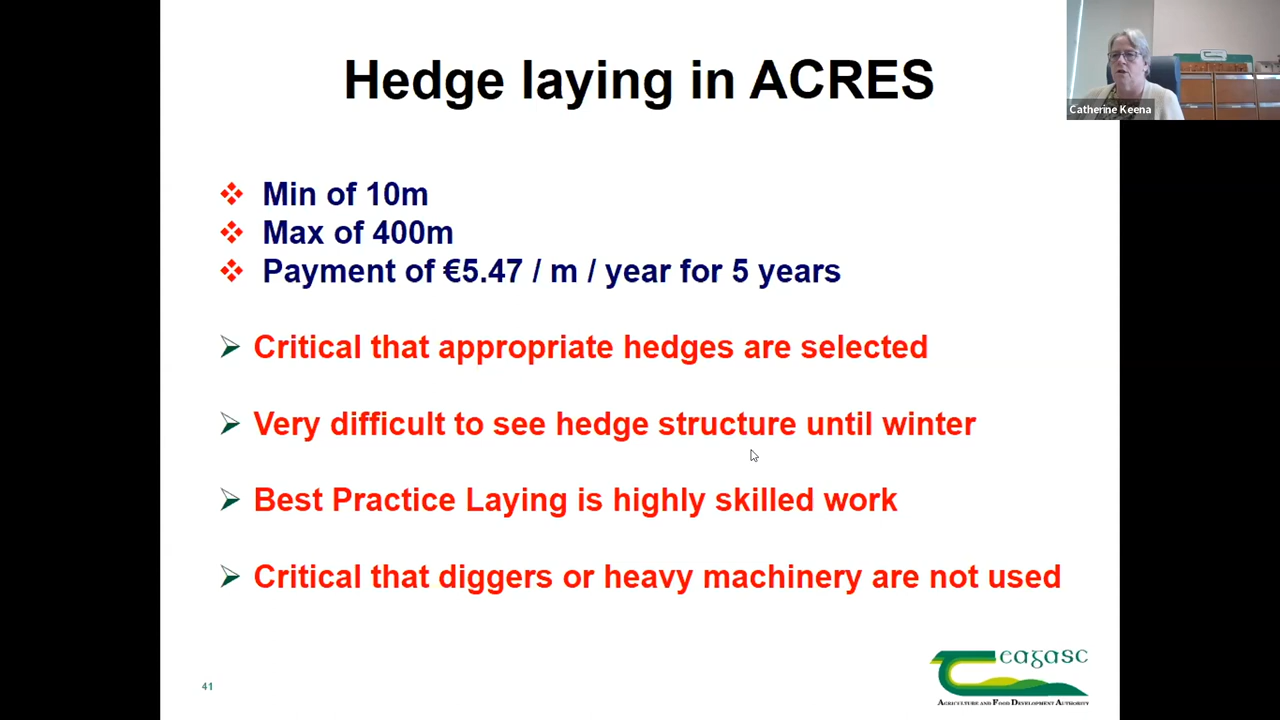 Hedge laying in ACRES
Catherine Keena
Min of 10m
Max of 400m
Payment of €5.47 / m / year for 5 years
Critical that appropriate hedges are selected
Very difficult to see hedge structure until winter
Best Practice Laying is highly skilled work
Critical that diggers or heavy machinery are not used
41
Teagasc
Agriculture and Food Development Authority